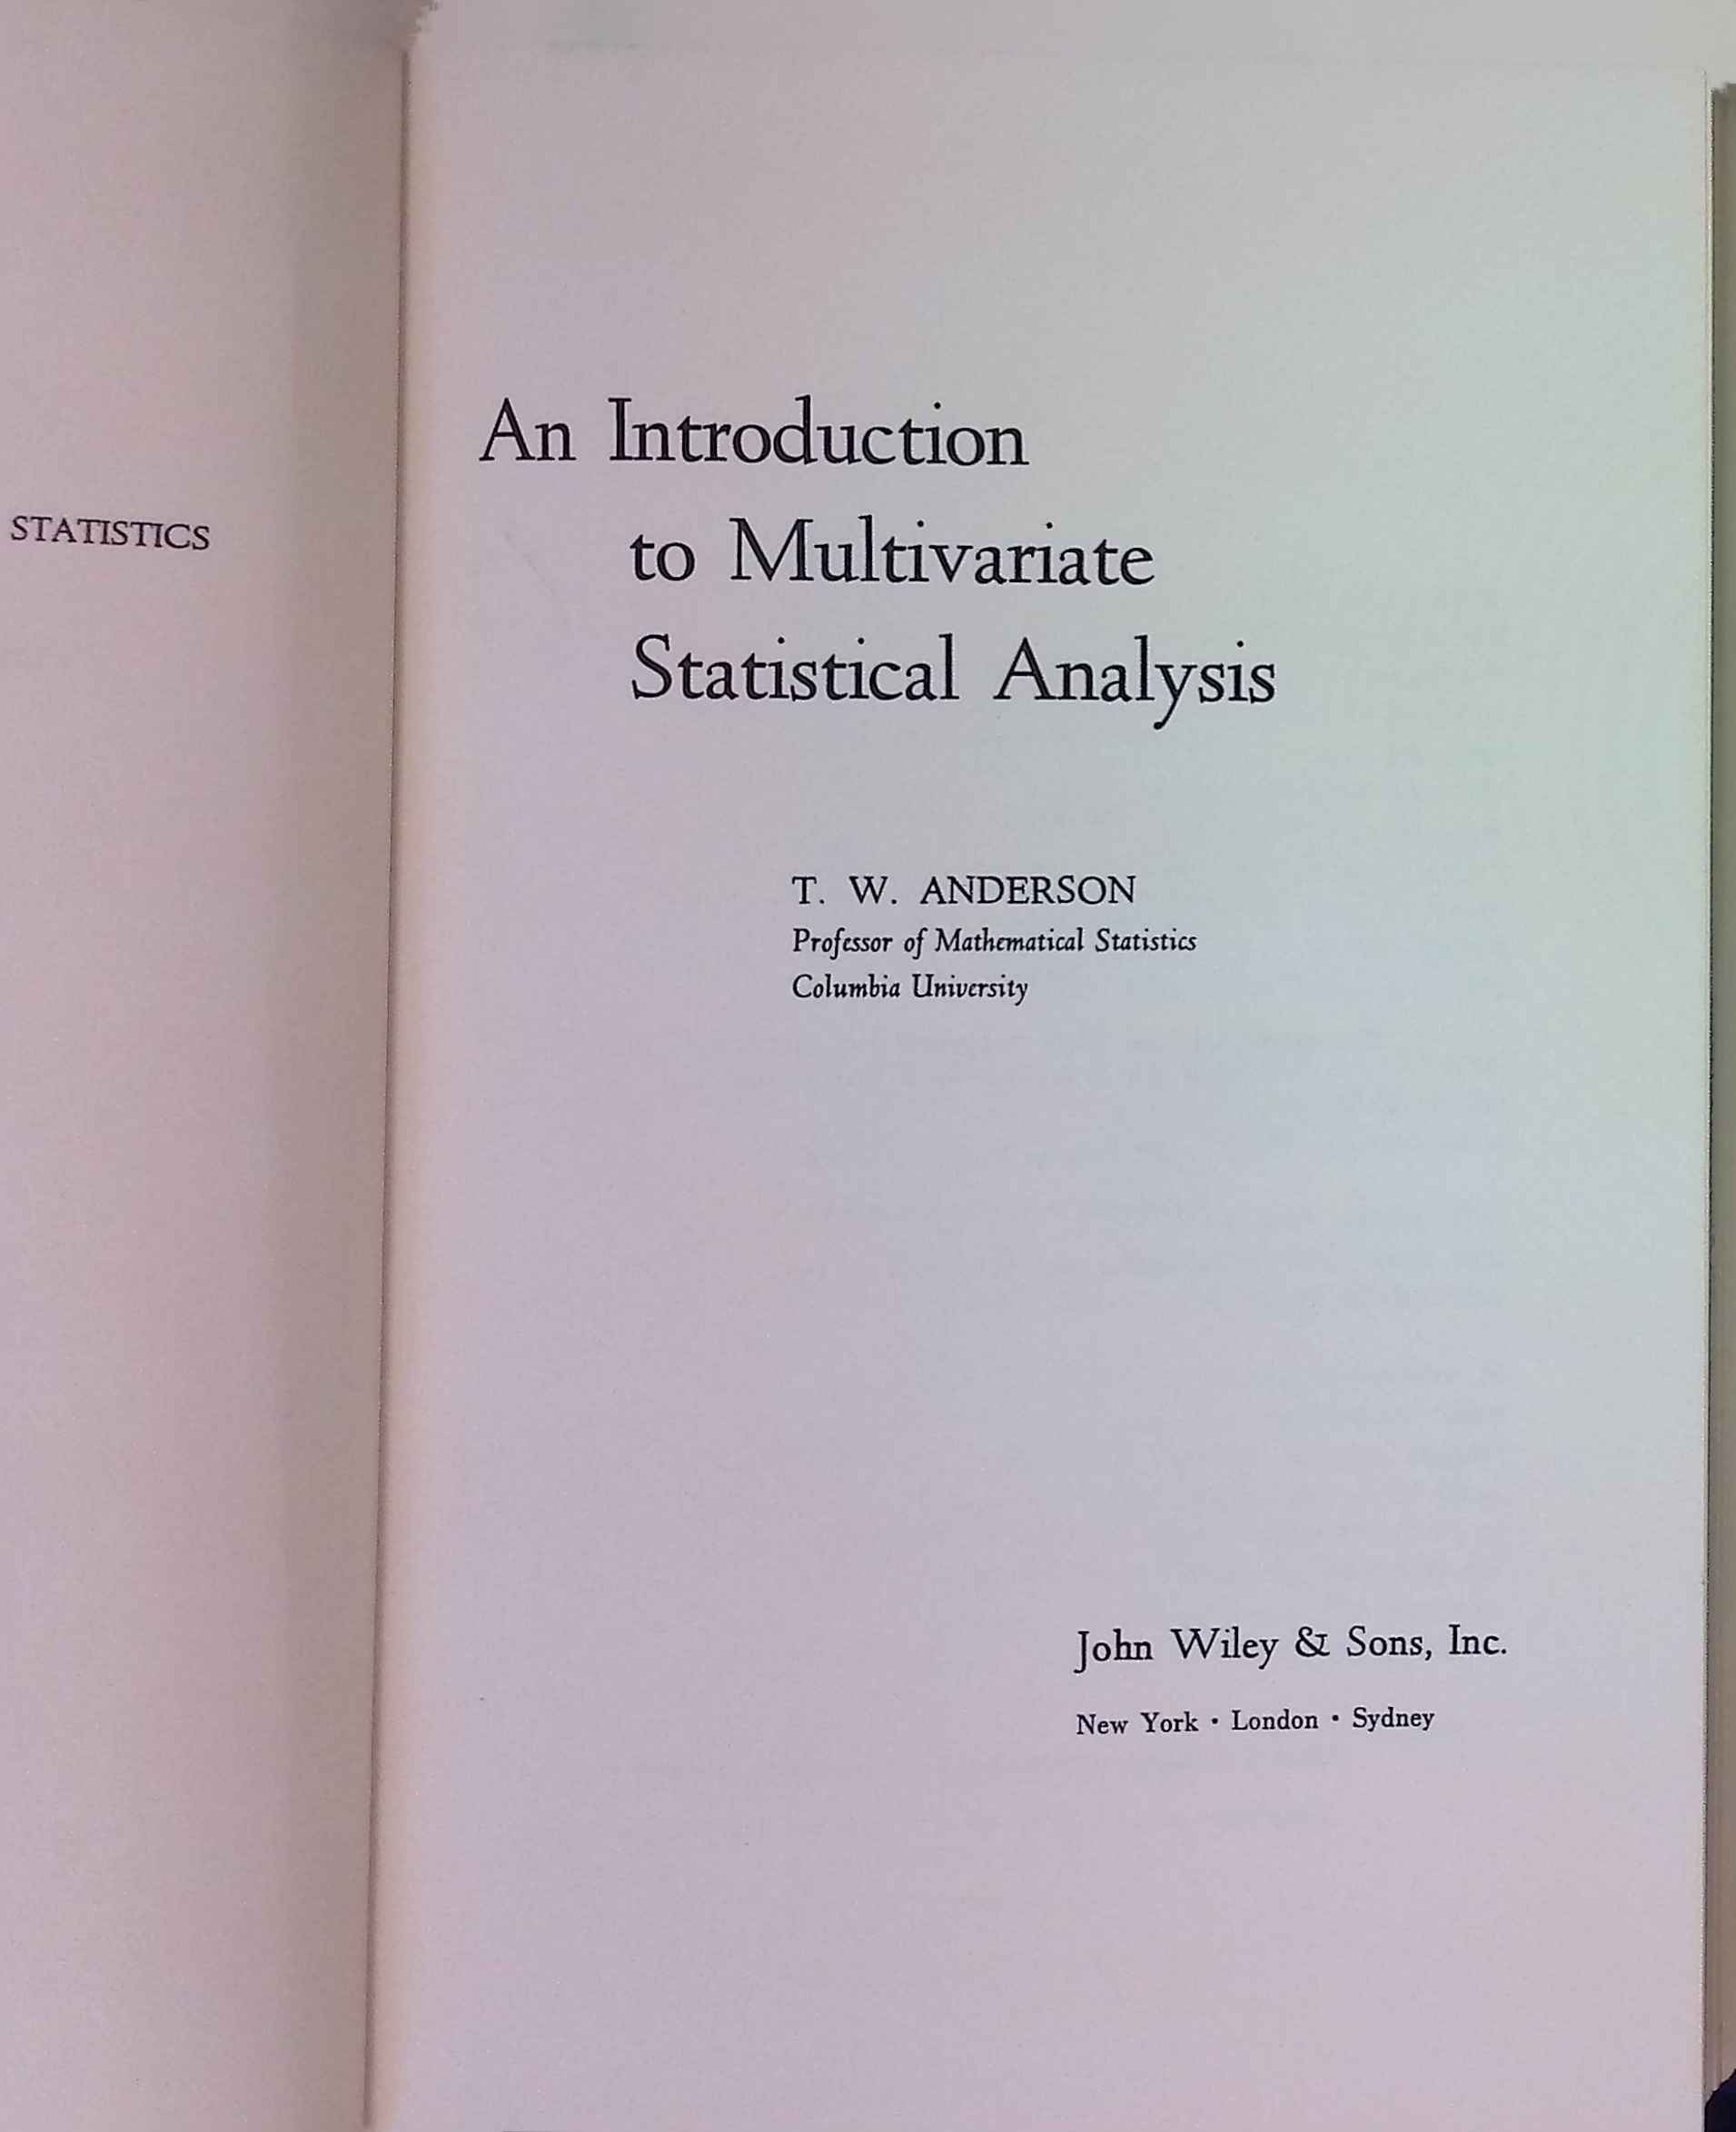 STATISTICS
An Introduction
to Multivariate
Statistical Analysis
T. W. ANDERSON
Professor of Mathematical Statistics
Columbia University
John Wiley & Sons, Inc.
New York · London · Sydney